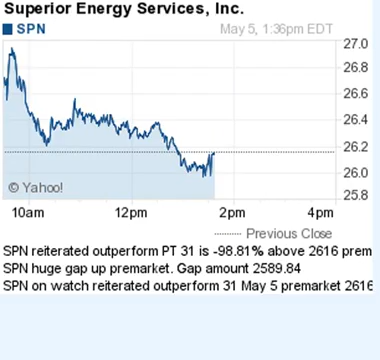 Superior Energy Services, Inc.
SPN May 5, 1:36pm EDT
27.0
26.8
26.6
26.4
26.2
26.0
25.8
© Yahoo!
10am 12pm 2pm 4pm
Previous Close
SPN reiterated outperform PT 31 is -98.81% above 2616 prem
SPN huge gap up premarket. Gap amount 2589.84
SPN on watch reiterated outperform 31 May 5 premarket 2616